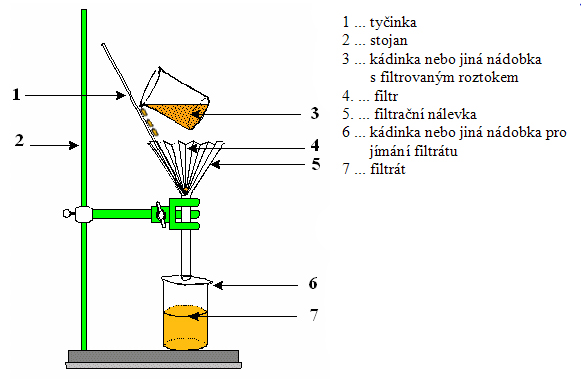 1 ... tyčinka
2 ... stojan
3 ... kádinka nebo jiná nádobka
s filtrovaným roztokem
4 ... filtr
5 ... filtrační nálevka
6 ... kádinka nebo jiná nádobka pro
jímání filtrátu
7 ... filtrát
1
2
3
4
5
6
7